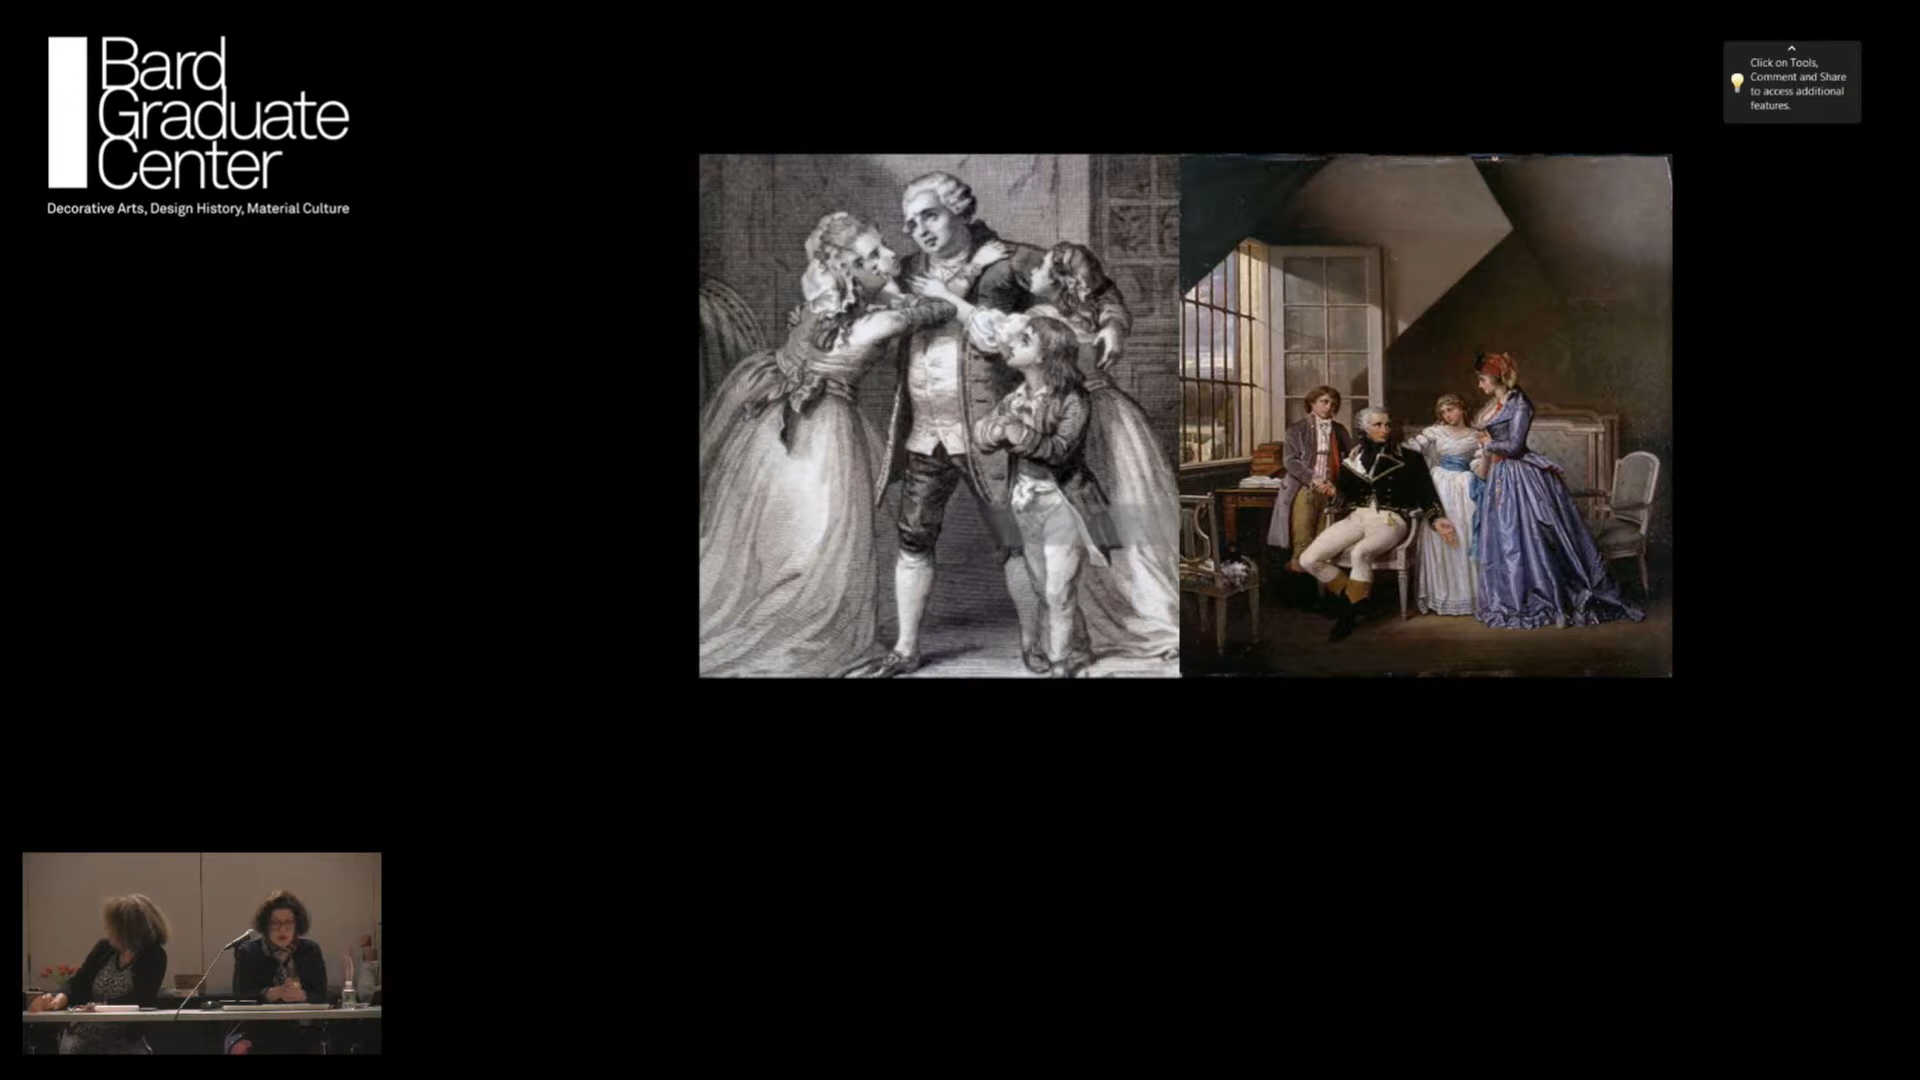 Bard
Graduate
Center
Decorative Arts, Design History, Material Culture
Click on Tools,
Comment and Share
to access additional
features.